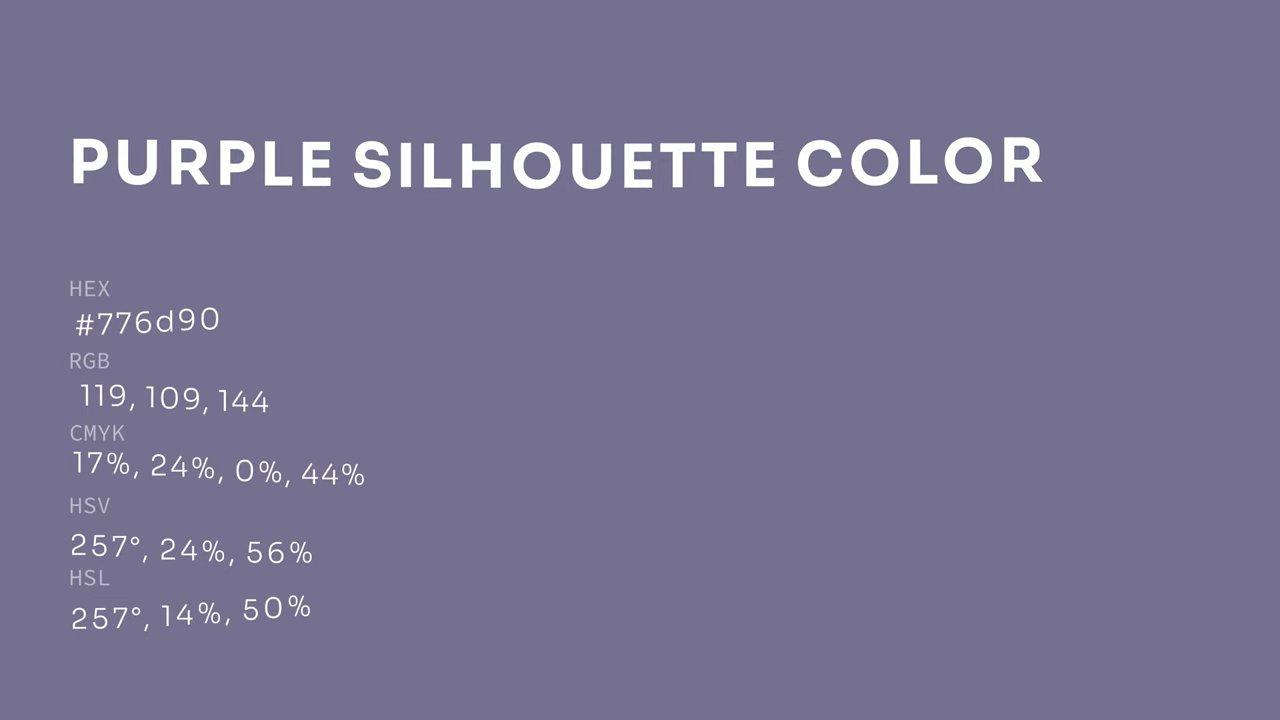 PURPLE SILHOUETTE COLOR
HEX
#776d90
RGB
119, 109, 144
CMYK
17%, 24%, 0%, 44%
HSV
257°, 24%, 56%
HSL
257°, 14%, 50%